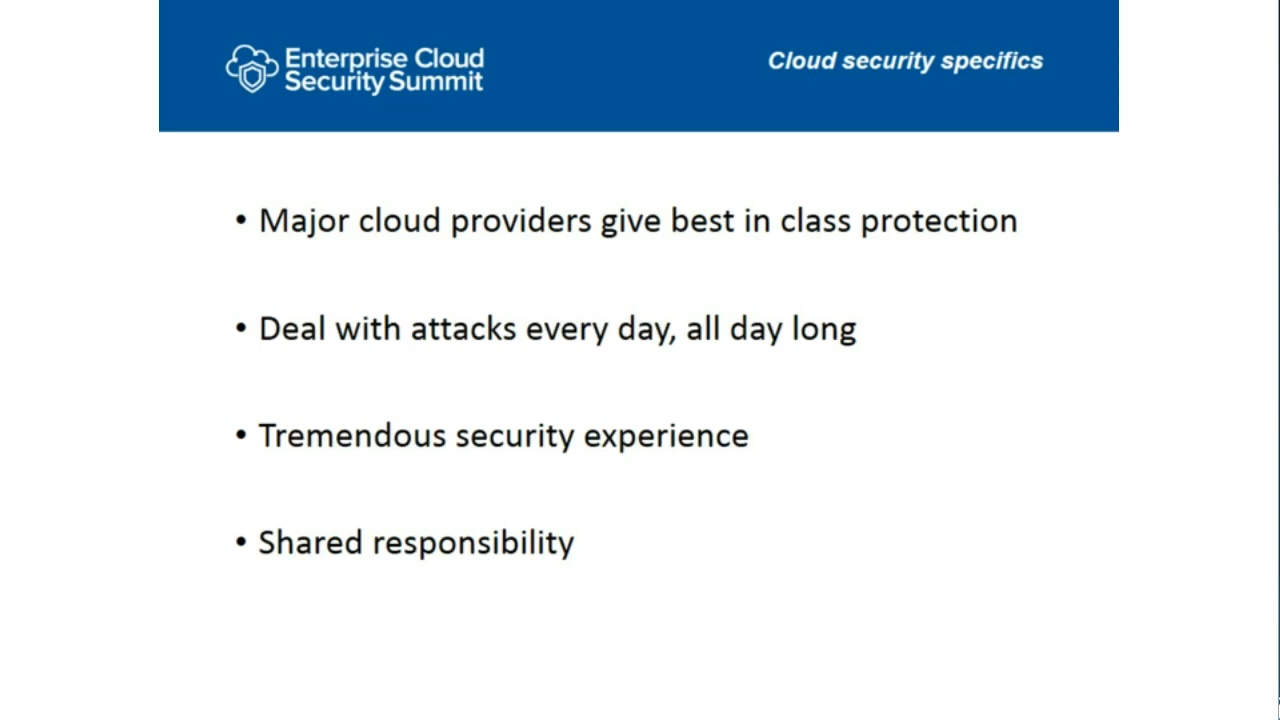 Enterprise Cloud
Security Summit
Cloud security specifics
• Major cloud providers give best in class protection
• Deal with attacks every day, all day long
• Tremendous security experience
• Shared responsibility